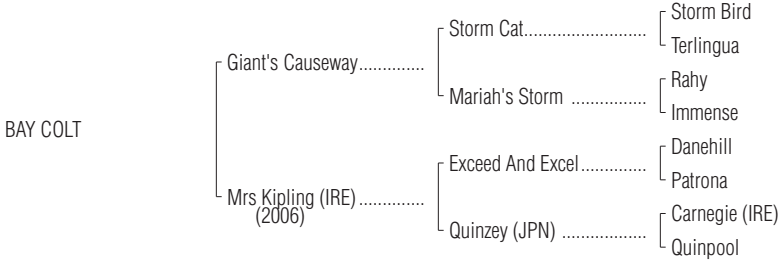 Storm Bird
Storm Cat..........................
Terlingua
Giant's Causeway..............
Rahy
Mariah's Storm ................
Immense
BAY COLT
Danehill
Exceed And Excel..............
Patrona
Mrs Kipling (IRE) ..............
(2006)
Carnegie (IRE)
Quinzey (JPN) ..................
Quinpool